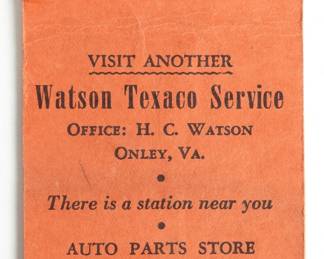 VISIT ANOTHER
Watson Texaco Service
OFFICE: H. C. WATSON
ONLEY, VA.
•
There is a station near you
•
AUTO PARTS STORE